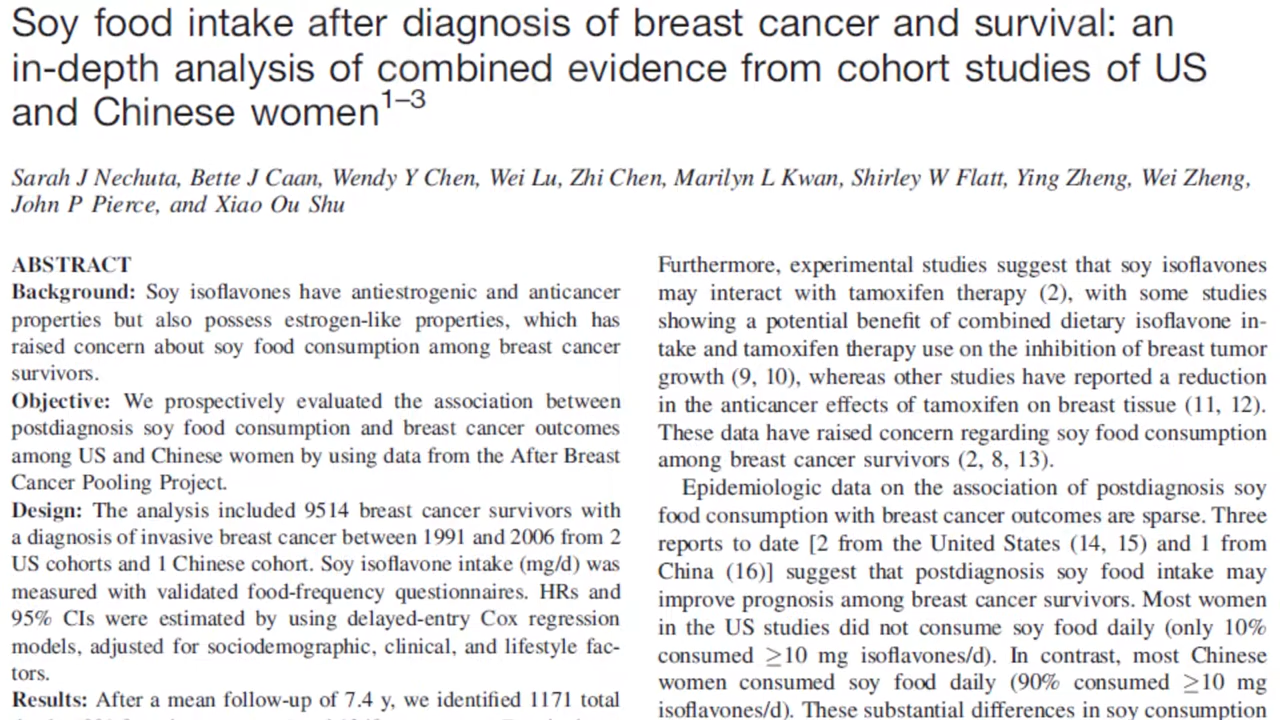 Soy food intake after diagnosis of breast cancer and survival: an
in-depth analysis of combined evidence from cohort studies of US
and Chinese women1–3
Sarah J Nechuta, Bette J Caan, Wendy Y Chen, Wei Lu, Zhi Chen, Marilyn L Kwan, Shirley W Flatt, Ying Zheng, Wei Zheng,
John P Pierce, and Xiao Ou Shu
ABSTRACT
Background: Soy isoflavones have antiestrogenic and anticancer
properties but also possess estrogen-like properties, which has
raised concern about soy food consumption among breast cancer
survivors.
Objective: We prospectively evaluated the association between
postdiagnosis soy food consumption and breast cancer outcomes
among US and Chinese women by using data from the After Breast
Cancer Pooling Project.
Design: The analysis included 9514 breast cancer survivors with
a diagnosis of invasive breast cancer between 1991 and 2006 from 2
US cohorts and 1 Chinese cohort. Soy isoflavone intake (mg/d) was
measured with validated food-frequency questionnaires. HRs and
95% CIs were estimated by using delayed-entry Cox regression
models, adjusted for sociodemographic, clinical, and lifestyle fac-
tors.
Results: After a mean follow-up of 7.4 y, we identified 1171 total
Furthermore, experimental studies suggest that soy isoflavones
may interact with tamoxifen therapy (2), with some studies
showing a potential benefit of combined dietary isoflavone in-
take and tamoxifen therapy use on the inhibition of breast tumor
growth (9, 10), whereas other studies have reported a reduction
in the anticancer effects of tamoxifen on breast tissue (11, 12).
These data have raised concern regarding soy food consumption
among breast cancer survivors (2, 8, 13).
Epidemiologic data on the association of postdiagnosis soy
food consumption with breast cancer outcomes are sparse. Three
reports to date [2 from the United States (14, 15) and 1 from
China (16)] suggest that postdiagnosis soy food intake may
improve prognosis among breast cancer survivors. Most women
in the US studies did not consume soy food daily (only 10%
consumed ≥10 mg isoflavones/d). In contrast, most Chinese
women consumed soy food daily (90% consumed ≥10 mg
isoflavones/d). These substantial differences in soy consumption